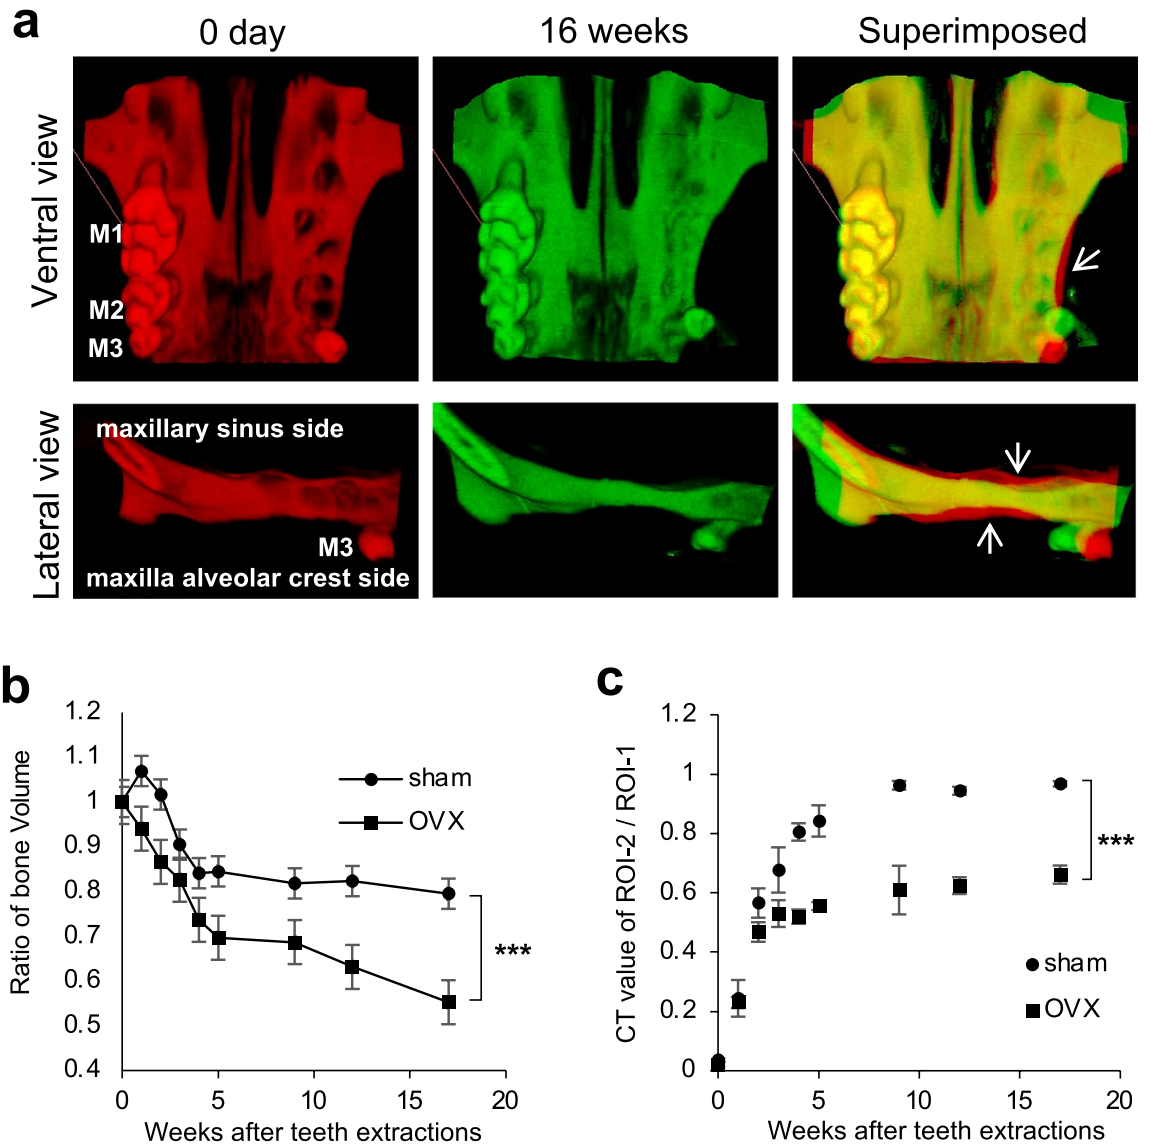 a
0 day
16 weeks
Superimposed
Ventral view
M1
M2
M3
Lateral view
maxillary sinus side
M3
maxilla alveolar crest side
b
Ratio of bone Volume
1.2
1.1
1
0.9
0.8
0.7
0.6
0.5
0.4
sham
OVX
***
0
5
10
15
20
Weeks after teeth extractions
c
CT value of ROI-2 / ROI-1
1.2
1
0.8
0.6
0.4
0.2
0
***
sham
OVX
0
5
10
15
20
Weeks after teeth extractions